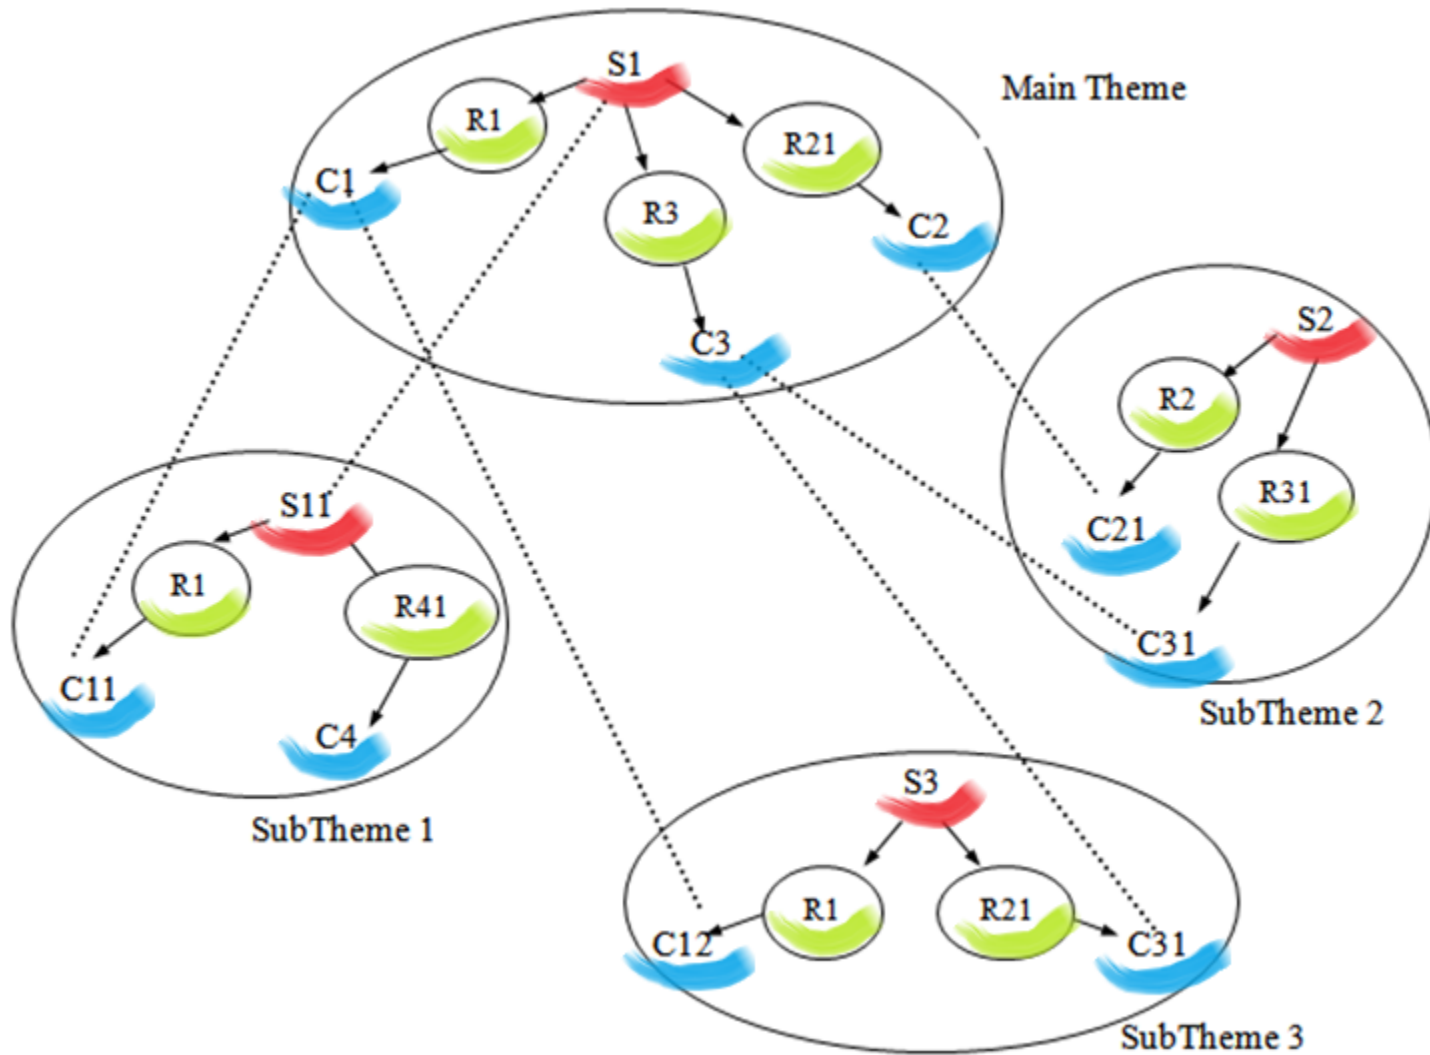 S1
Main Theme
R1
R21
C1
R3
C2
C3
S2
R2
R31
C21
C31
SubTheme 2
S11
R1
R41
C11
C4
SubTheme 1
S3
R1
R21
C12
C31
SubTheme 3